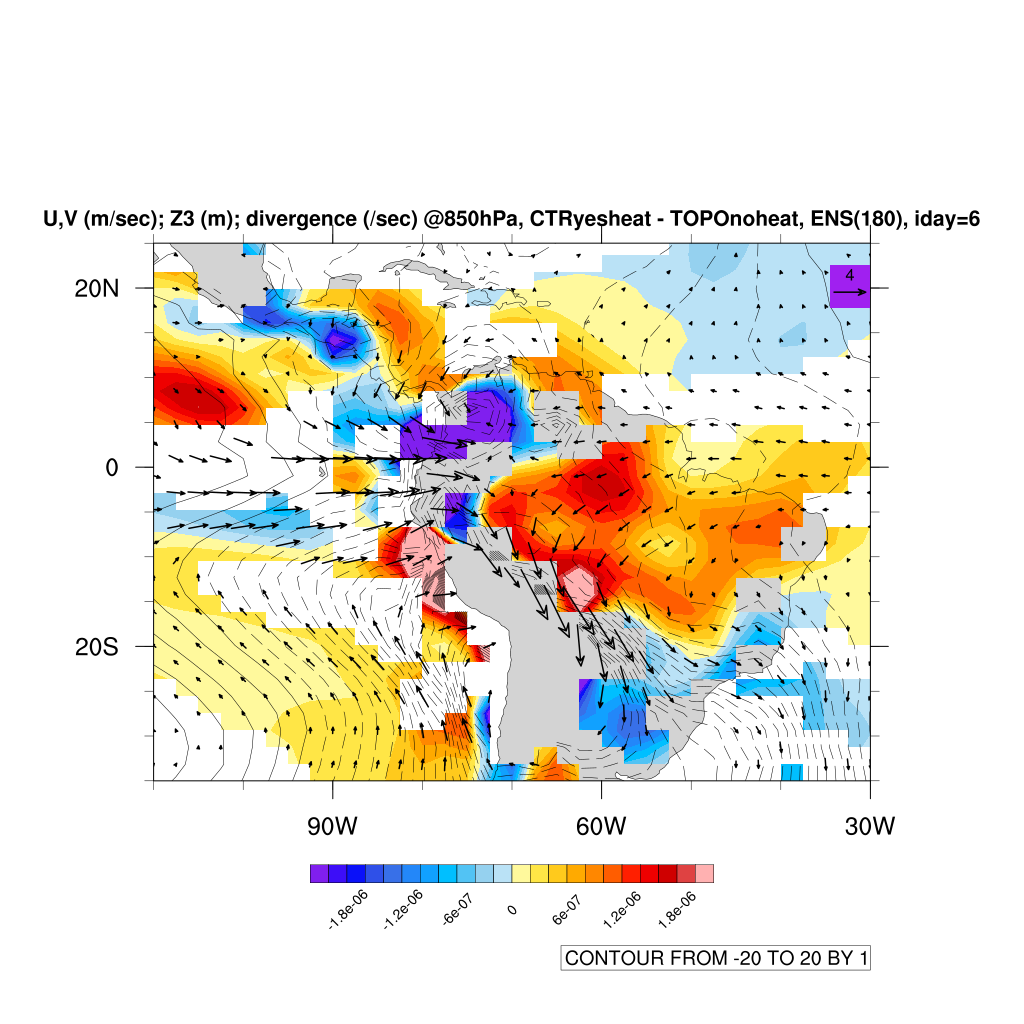 U,V (m/sec); Z3 (m); divergence (/sec) @850hPa, CTRyesheat - TOPOnoheat, ENS(180), iday=6
4
20N
0
20S
90W
60W
30W
-1.8e-06
-1.2e-06
-6e-07
0
6e-07
1.2e-06
1.8e-06
CONTOUR FROM -20 TO 20 BY 1